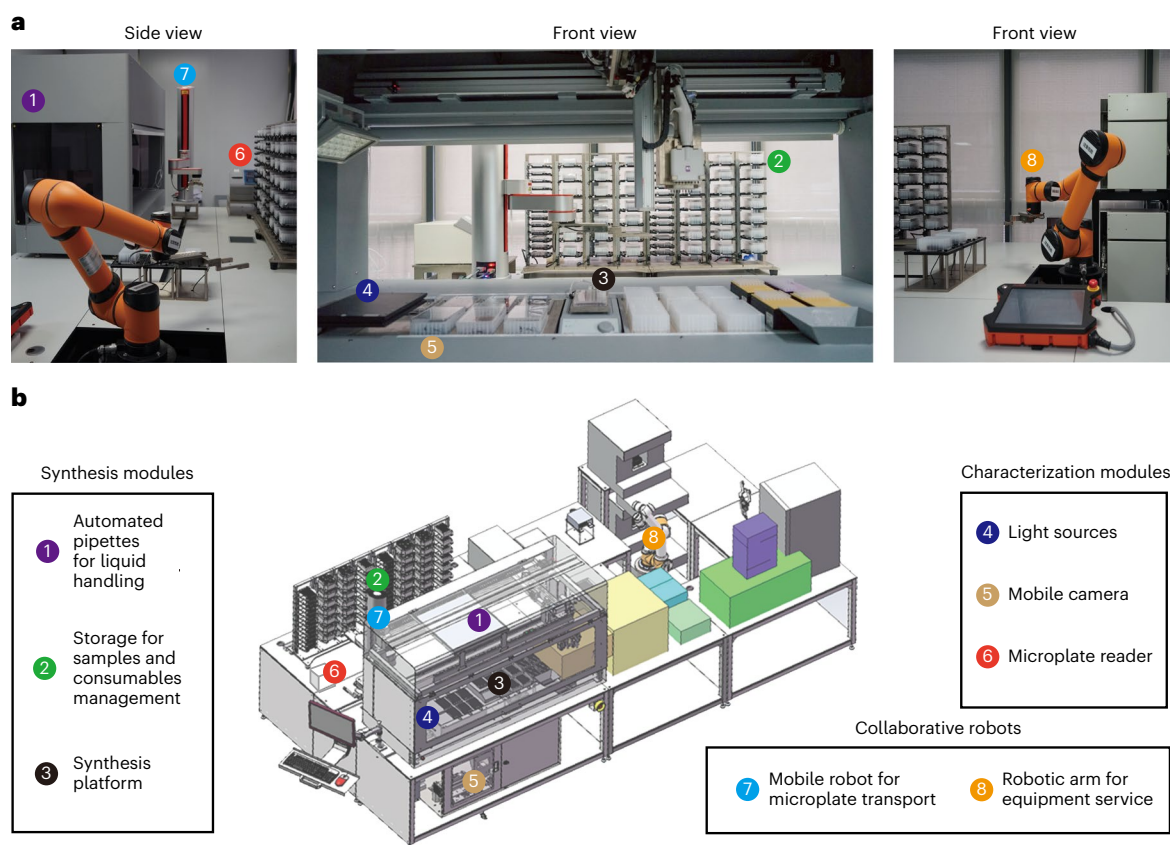 a
Side view
Front view
Front view
1
7
6
2
3
4
5
8
b
Synthesis modules
1
Automated
pipettes
for liquid
handling
2
Storage for
samples and
consumables
management
3
Synthesis
platform
2
7
1
6
3
4
5
8
Characterization modules
4 Light sources
5 Mobile camera
6 Microplate reader
Collaborative robots
7
Mobile robot for
microplate transport
8
Robotic arm for
equipment service